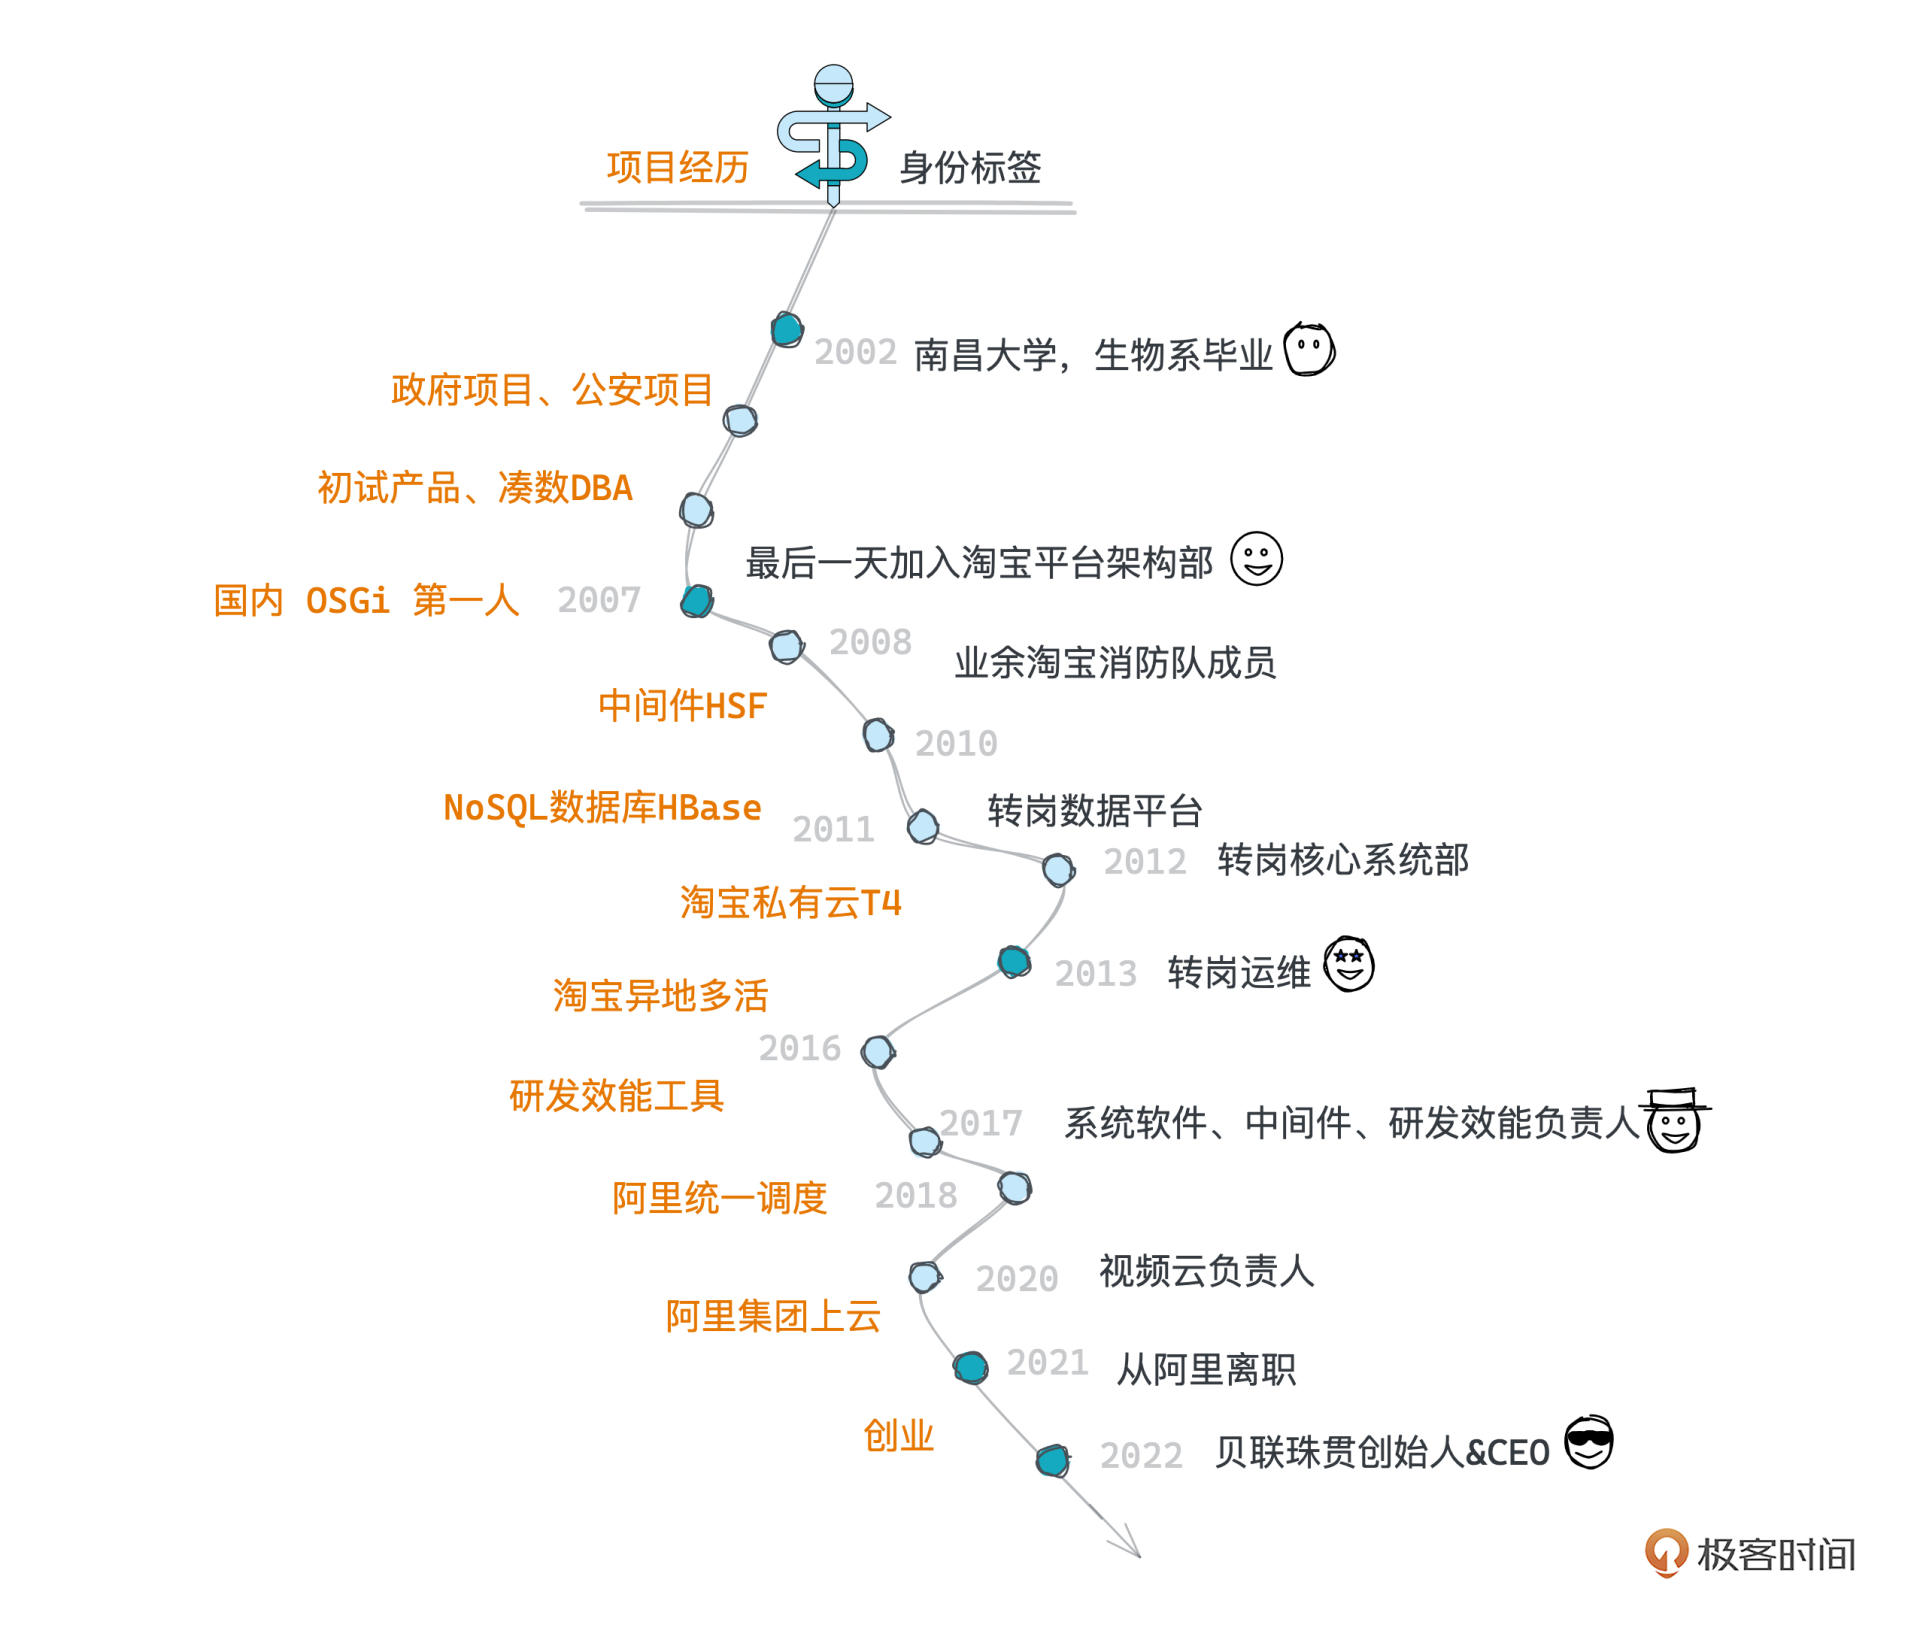 项目经历
身份标签
2002 南昌大学，生物系毕业
政府项目、公安项目
初试产品、凑数DBA
最后一天加入淘宝平台架构部
国内 OSGi 第一人 2007
2008 业余淘宝消防队成员
中间件HSF
2010
NoSQL数据库HBase
2011 转岗数据平台
2012 转岗核心系统部
淘宝私有云T4
2013 转岗运维
淘宝异地多活
2016
研发效能工具
2017 系统软件、中间件、研发效能负责人
阿里统一调度 2018
2020 视频云负责人
阿里集团上云
2021 从阿里离职
创业
2022 贝联珠贯创始人&CEO
极客时间